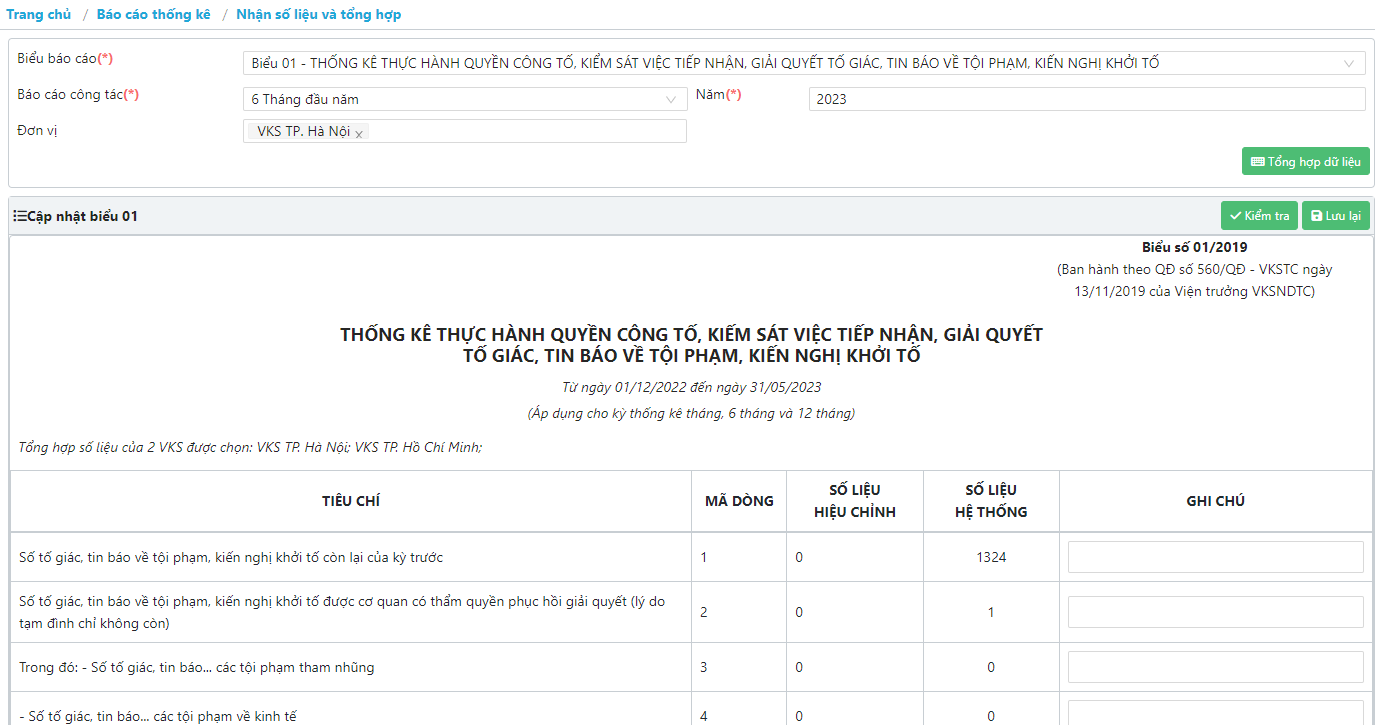 Trang chủ / Báo cáo thống kê / Nhận số liệu và tổng hợp
Biểu báo cáo(*)
Biểu 01 - THỐNG KÊ THỰC HÀNH QUYỀN CÔNG TỐ, KIỂM SÁT VIỆC TIẾP NHẬN, GIẢI QUYẾT TỐ GIÁC, TIN BÁO VỀ TỘI PHẠM, KIẾN NGHỊ KHỞI TỐ
Báo cáo công tác(*)
6 Tháng đầu năm
Năm(*)
2023
Đơn vị
VKS TP. Hà Nội x
Tổng hợp dữ liệu
Cập nhật biểu 01
Kiểm tra
Lưu lại
Biểu số 01/2019
(Ban hành theo QĐ số 560/QĐ - VKSTC ngày
13/11/2019 của Viện trưởng VKSNDTC)
THỐNG KÊ THỰC HÀNH QUYỀN CÔNG TỐ, KIỂM SÁT VIỆC TIẾP NHẬN, GIẢI QUYẾT
TỐ GIÁC, TIN BÁO VỀ TỘI PHẠM, KIẾN NGHỊ KHỞI TỐ
Từ ngày 01/12/2022 đến ngày 31/05/2023
(Áp dụng cho kỳ thống kê tháng, 6 tháng và 12 tháng)
Tổng hợp số liệu của 2 VKS được chọn: VKS TP. Hà Nội; VKS TP. Hồ Chí Minh;
TIÊU CHÍ
MÃ DÒNG
SỐ LIỆU
HIỆU CHỈNH
SỐ LIỆU
HỆ THỐNG
GHI CHÚ
Số tố giác, tin báo về tội phạm, kiến nghị khởi tố còn lại của kỳ trước
1
0
1324
Số tố giác, tin báo về tội phạm, kiến nghị khởi tố được cơ quan có thẩm quyền phục hồi giải quyết (lý do
tạm đình chỉ không còn)
2
0
1
Trong đó: - Số tố giác, tin báo... các tội phạm tham nhũng
3
0
0
- Số tố giác, tin báo... các tội phạm về kinh tế
4
0
0